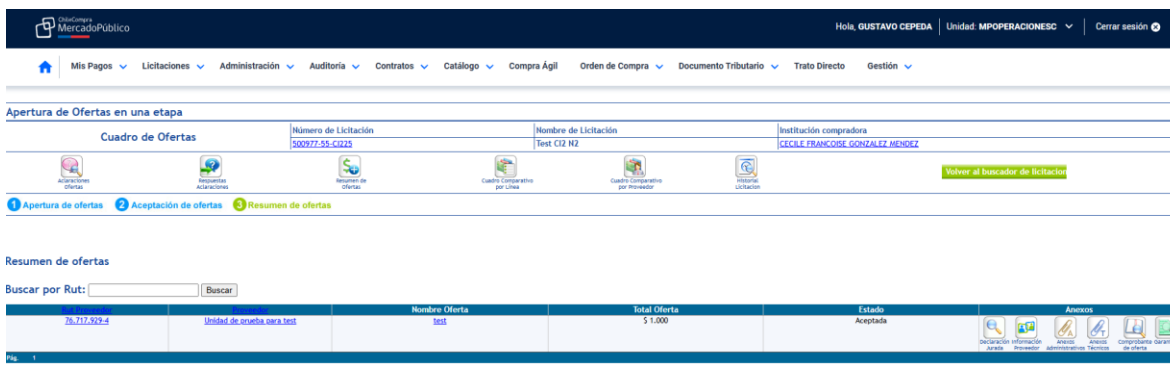 ChileCompra
MercadoPúblico
Hola, GUSTAVO CEPEDA Unidad: MPOPERACIONESC Cerrar sesión
Mis Pagos Licitaciones Administración Auditoría Contratos Catálogo Compra Ágil Orden de Compra Documento Tributario Trato Directo Gestión
Apertura de Ofertas en una etapa
Cuadro de Ofertas
Número de Licitación Nombre de Licitación Institución compradora
500977-55-CI225 Test CI2 N2 CECILE FRANCOISE GONZALEZ MENDEZ
Aclaraciones Ofertas
Respuestas Aclaraciones
Resumen de Ofertas
Cuadro Comparativo por Línea
Cuadro Comparativo por Proveedor
Historial Licitacion
Volver al buscador de licitacion
1 Apertura de ofertas 2 Aceptación de ofertas 3 Resumen de ofertas
Resumen de ofertas
Buscar por Rut: Buscar
Rut Proveedor Proveedor Nombre Oferta Total Oferta Estado Anexos
76.717.929-4 Unidad de prueba para test test $ 1.000 Aceptada
Declaración Jurada
Información Proveedor
Anexos Administrativos
Anexos Técnicos
Comprobante de oferta
Garan
Pág. 1